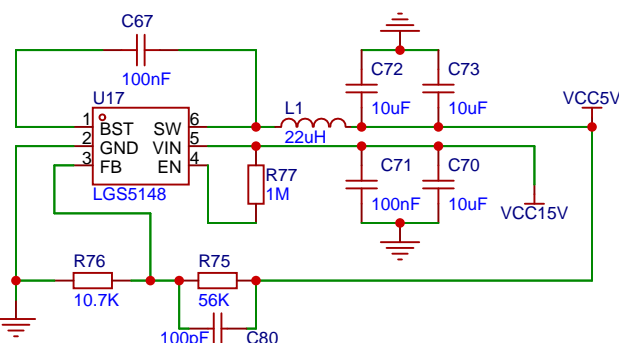 C67
100nF
U17
1 BST SW 6
2 GND VIN 5
3 FB EN 4
LGS5148
L1
22uH
C72
10uF
C73
10uF
VCC5V
R77
1M
C71
100nF
C70
10uF
VCC15V
R76
10.7K
R75
56K
100pF
C80